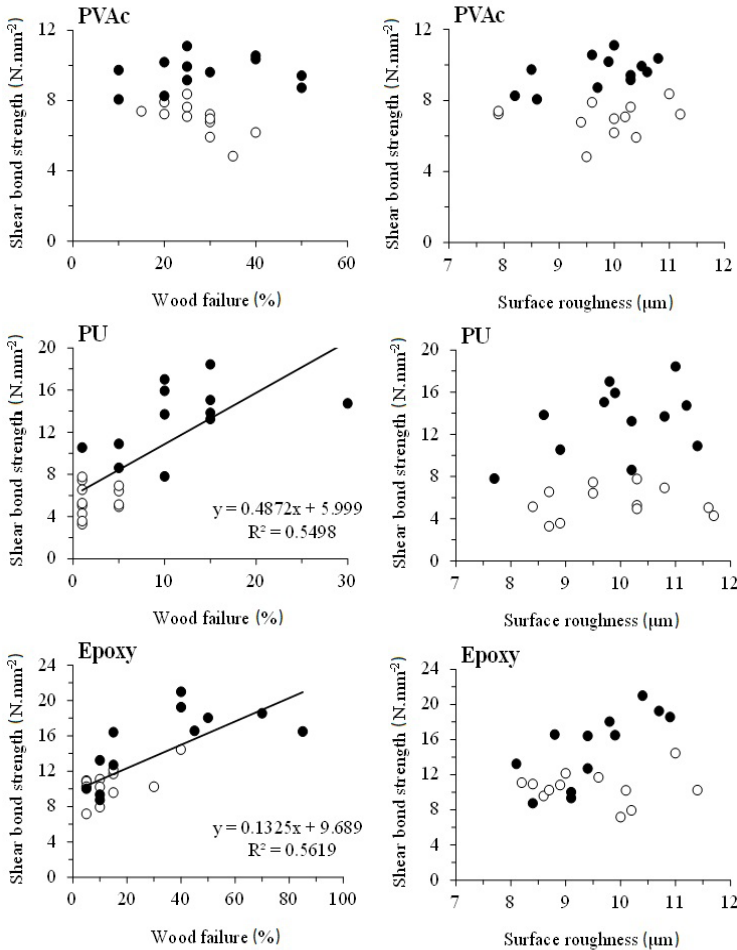 PVAc
Shear bond strength (N.mm-2)
12
8
4
0
0 20 40 60
Wood failure (%)
PVAc
Shear bond strength (N.mm-2)
12
8
4
0
7 8 9 10 11 12
Surface roughness (µm)
PU
Shear bond strength (N.mm-2)
20
16
12
8
4
0
y = 0.4872x + 5.999
R² = 0.5498
0 10 20 30
Wood failure (%)
PU
Shear bond strength (N.mm-2)
20
16
12
8
4
0
7 8 9 10 11 12
Surface roughness (µm)
Epoxy
Shear bond strength (N.mm-2)
24
20
16
12
8
4
0
y = 0.1325x + 9.689
R² = 0.5619
0 20 40 60 80 100
Wood failure (%)
Epoxy
Shear bond strength (N.mm-2)
24
20
16
12
8
4
0
7 8 9 10 11 12
Surface roughness (µm)